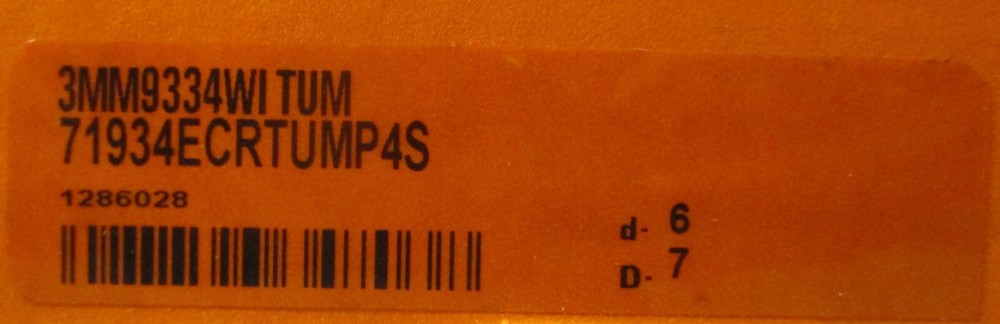 3MM9334WI TUM
71934ECRTUMP4S
1286028
d- 6
D- 7